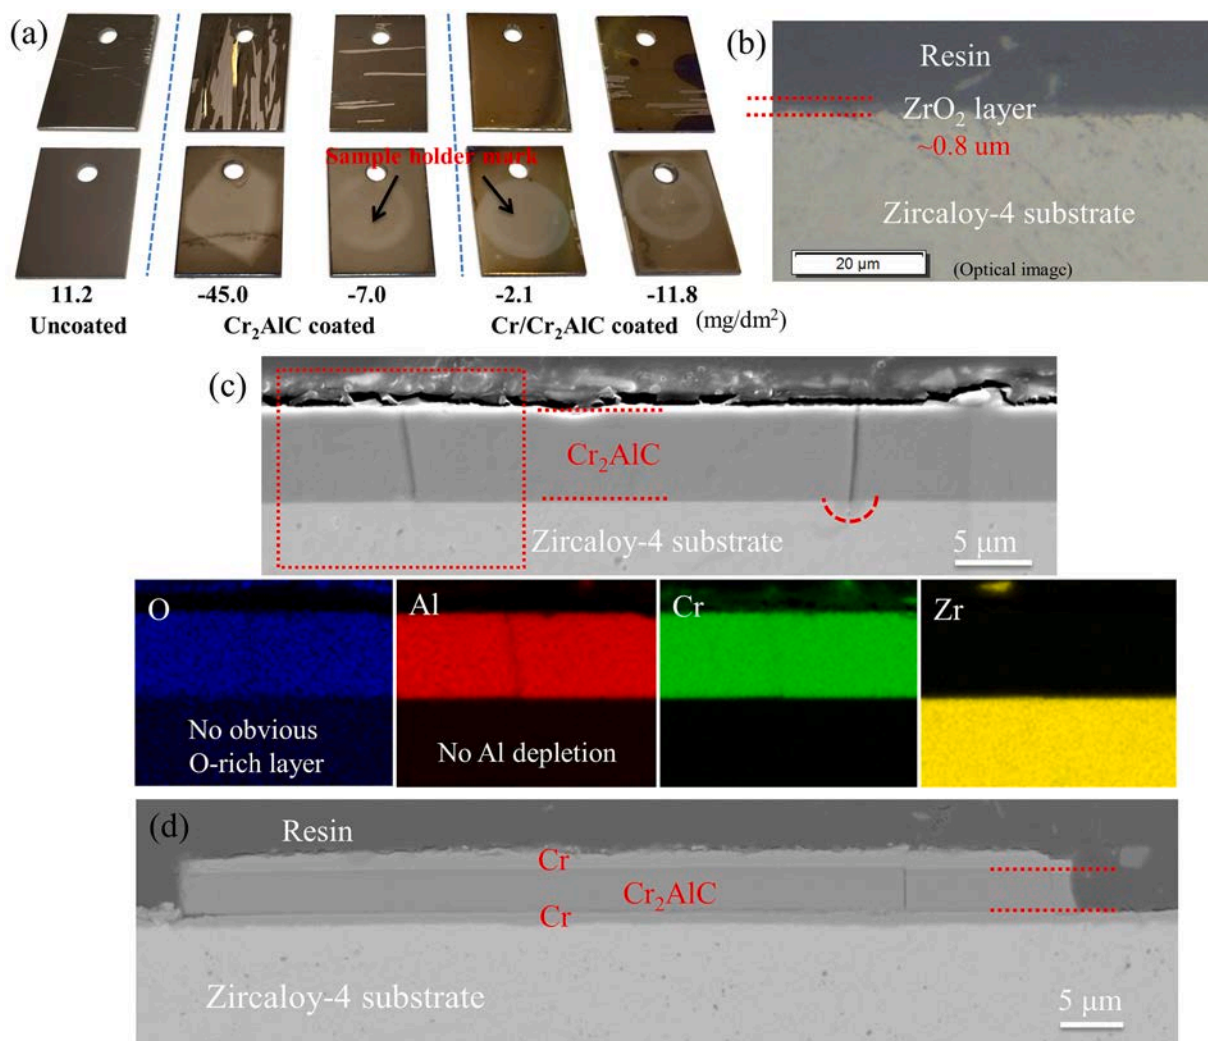 (a)
Sample holder mark
11.2 -45.0 -7.0 -2.1 -11.8
Uncoated Cr₂AlC coated Cr/Cr₂AlC coated (mg/dm²)
(b)
Resin
ZrO₂ layer
~0.8 um
Zircaloy-4 substrate
20 µm
(Optical image)
(c)
Cr₂AlC
Zircaloy-4 substrate
5 µm
O
No obvious
O-rich layer
Al
No Al depletion
Cr
Zr
(d)
Resin
Cr
Cr₂AlC
Cr
Zircaloy-4 substrate
5 µm